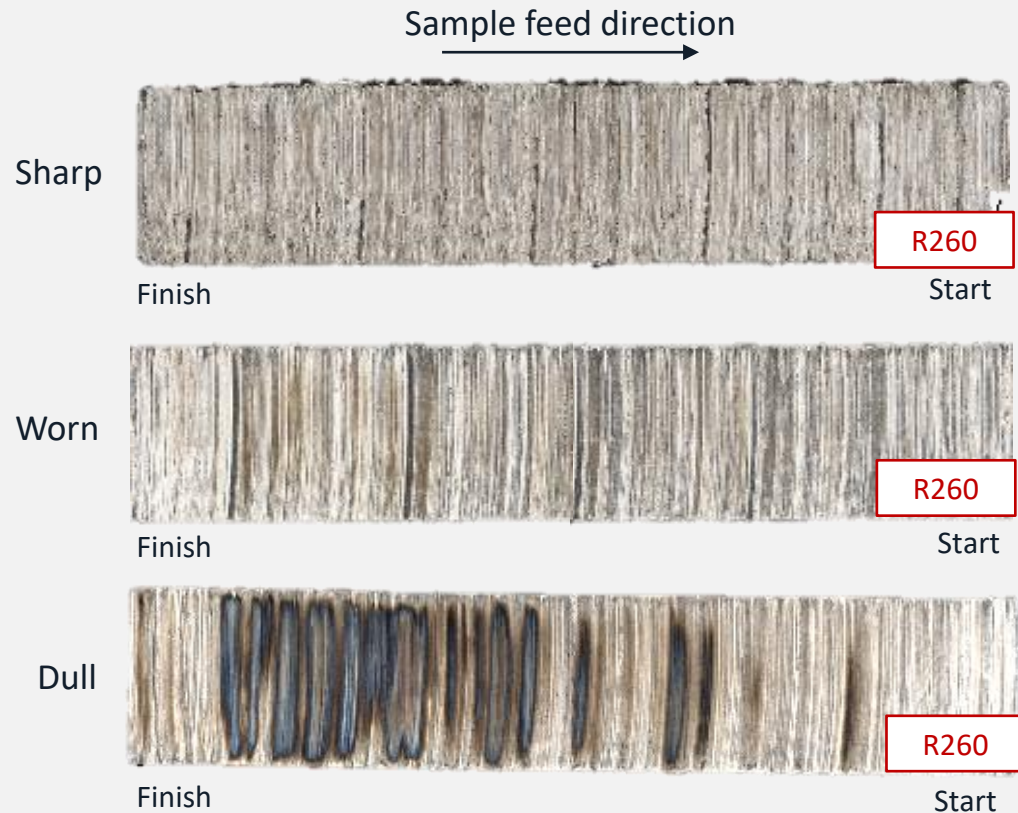 Sample feed direction
Sharp
R260
Finish
Start
Worn
R260
Finish
Start
Dull
R260
Finish
Start